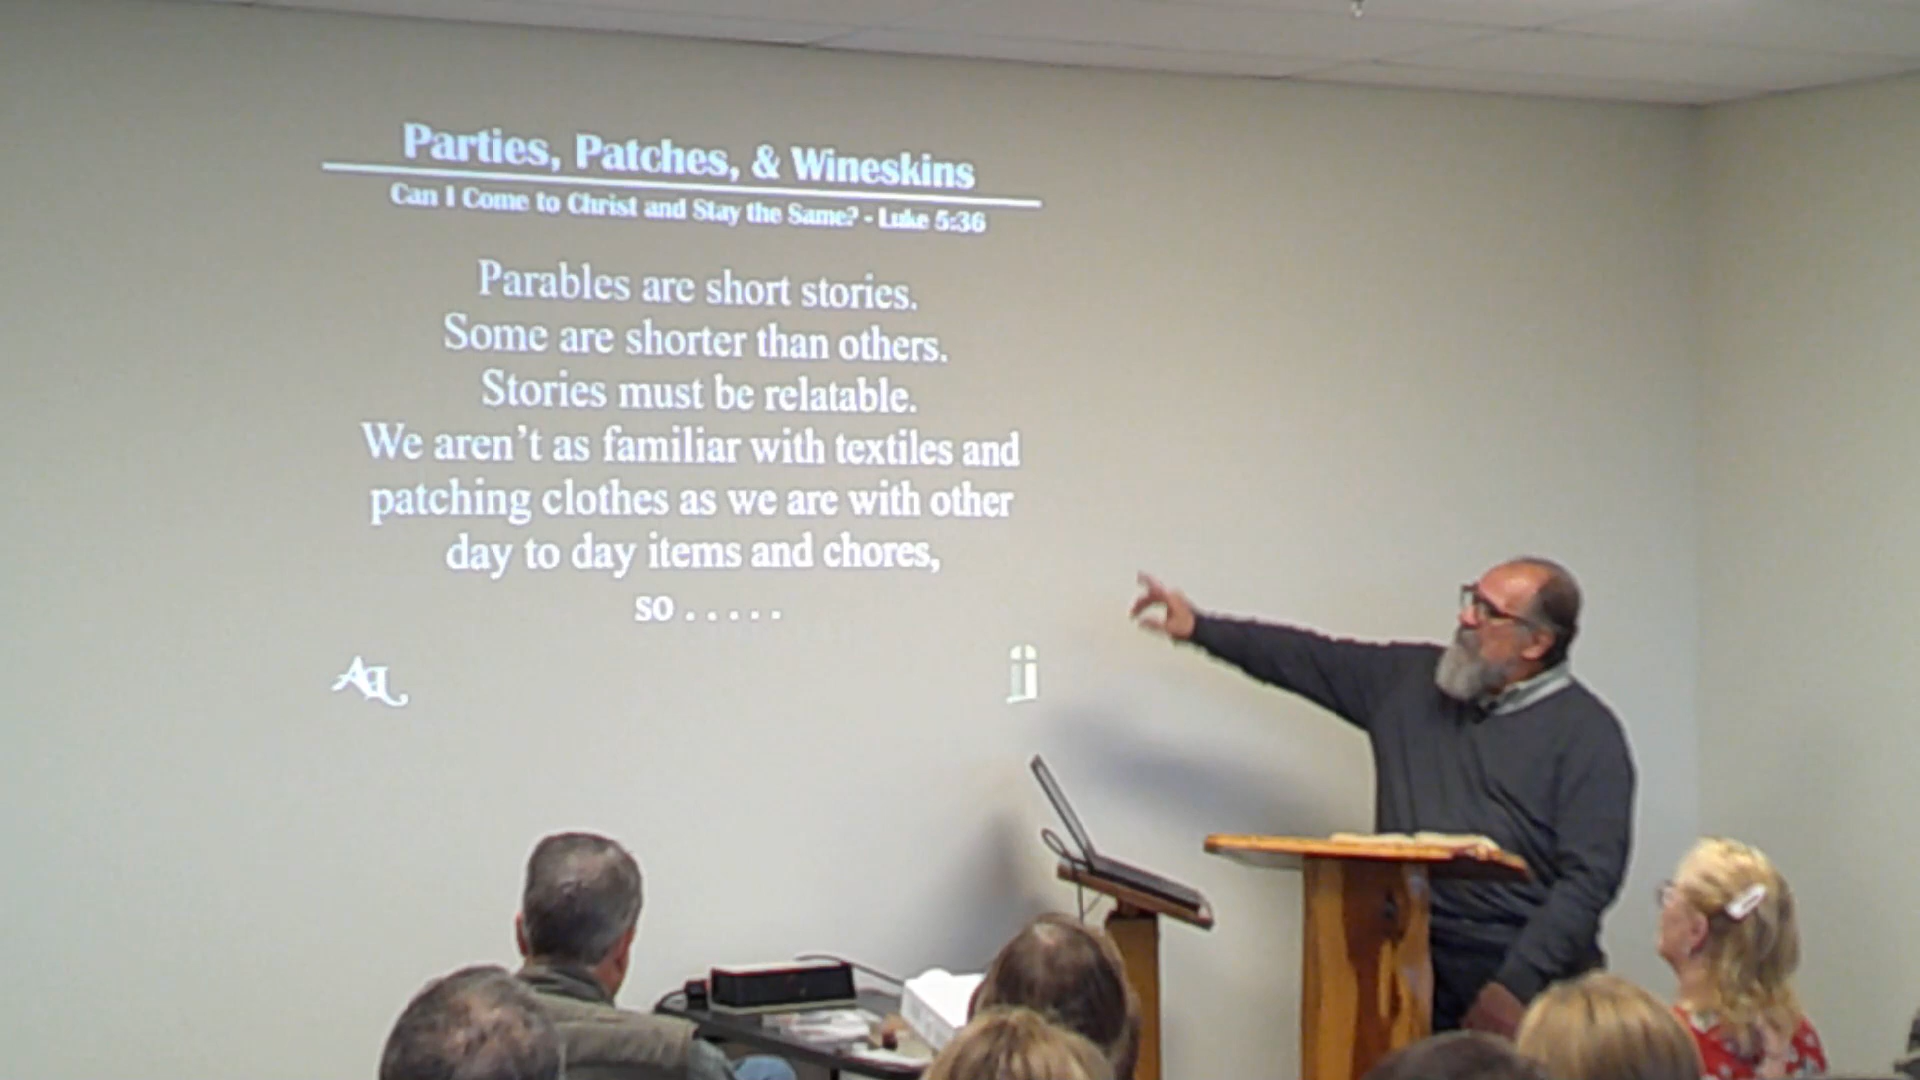 Parties, Patches, & Wineskins
Can I Come to Christ and Stay the Same? - Luke 5:36
Parables are short stories.
Some are shorter than others.
Stories must be relatable.
We aren't as familiar with textiles and
patching clothes as we are with other
day to day items and chores,
so . . . . .